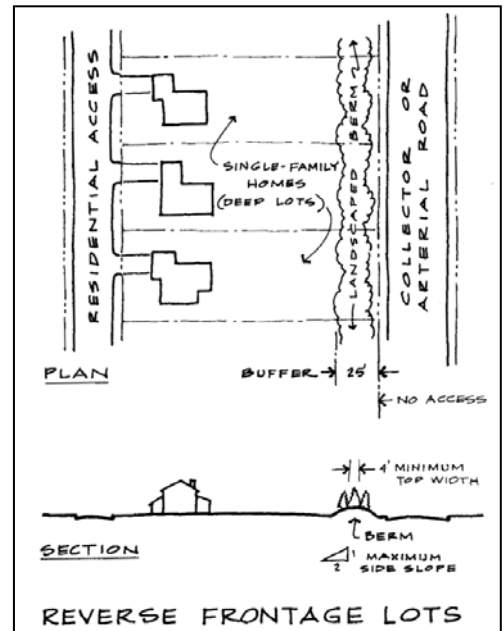 RESIDENTIAL ACCESS
SINGLE-FAMILY
HOMES
(DEEP LOTS)
LANDSCAPED BERM
COLLECTOR OR
ARTERIAL ROAD
PLAN
BUFFER
25'
NO ACCESS
4' MINIMUM
TOP WIDTH
BERM
1
2
MAXIMUM
SIDE SLOPE
SECTION
REVERSE FRONTAGE LOTS